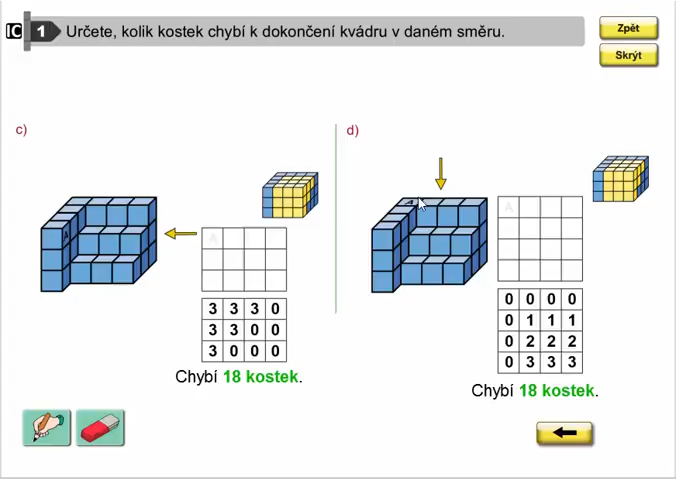 1 Určete, kolik kostek chybí k dokončení kvádru v daném směru.
Zpět
Skrýt
c)
A
A
3 3 3 0
3 3 0 0
3 0 0 0
Chybí 18 kostek.
d)
A
A
0 0 0 0
0 1 1 1
0 2 2 2
0 3 3 3
Chybí 18 kostek.